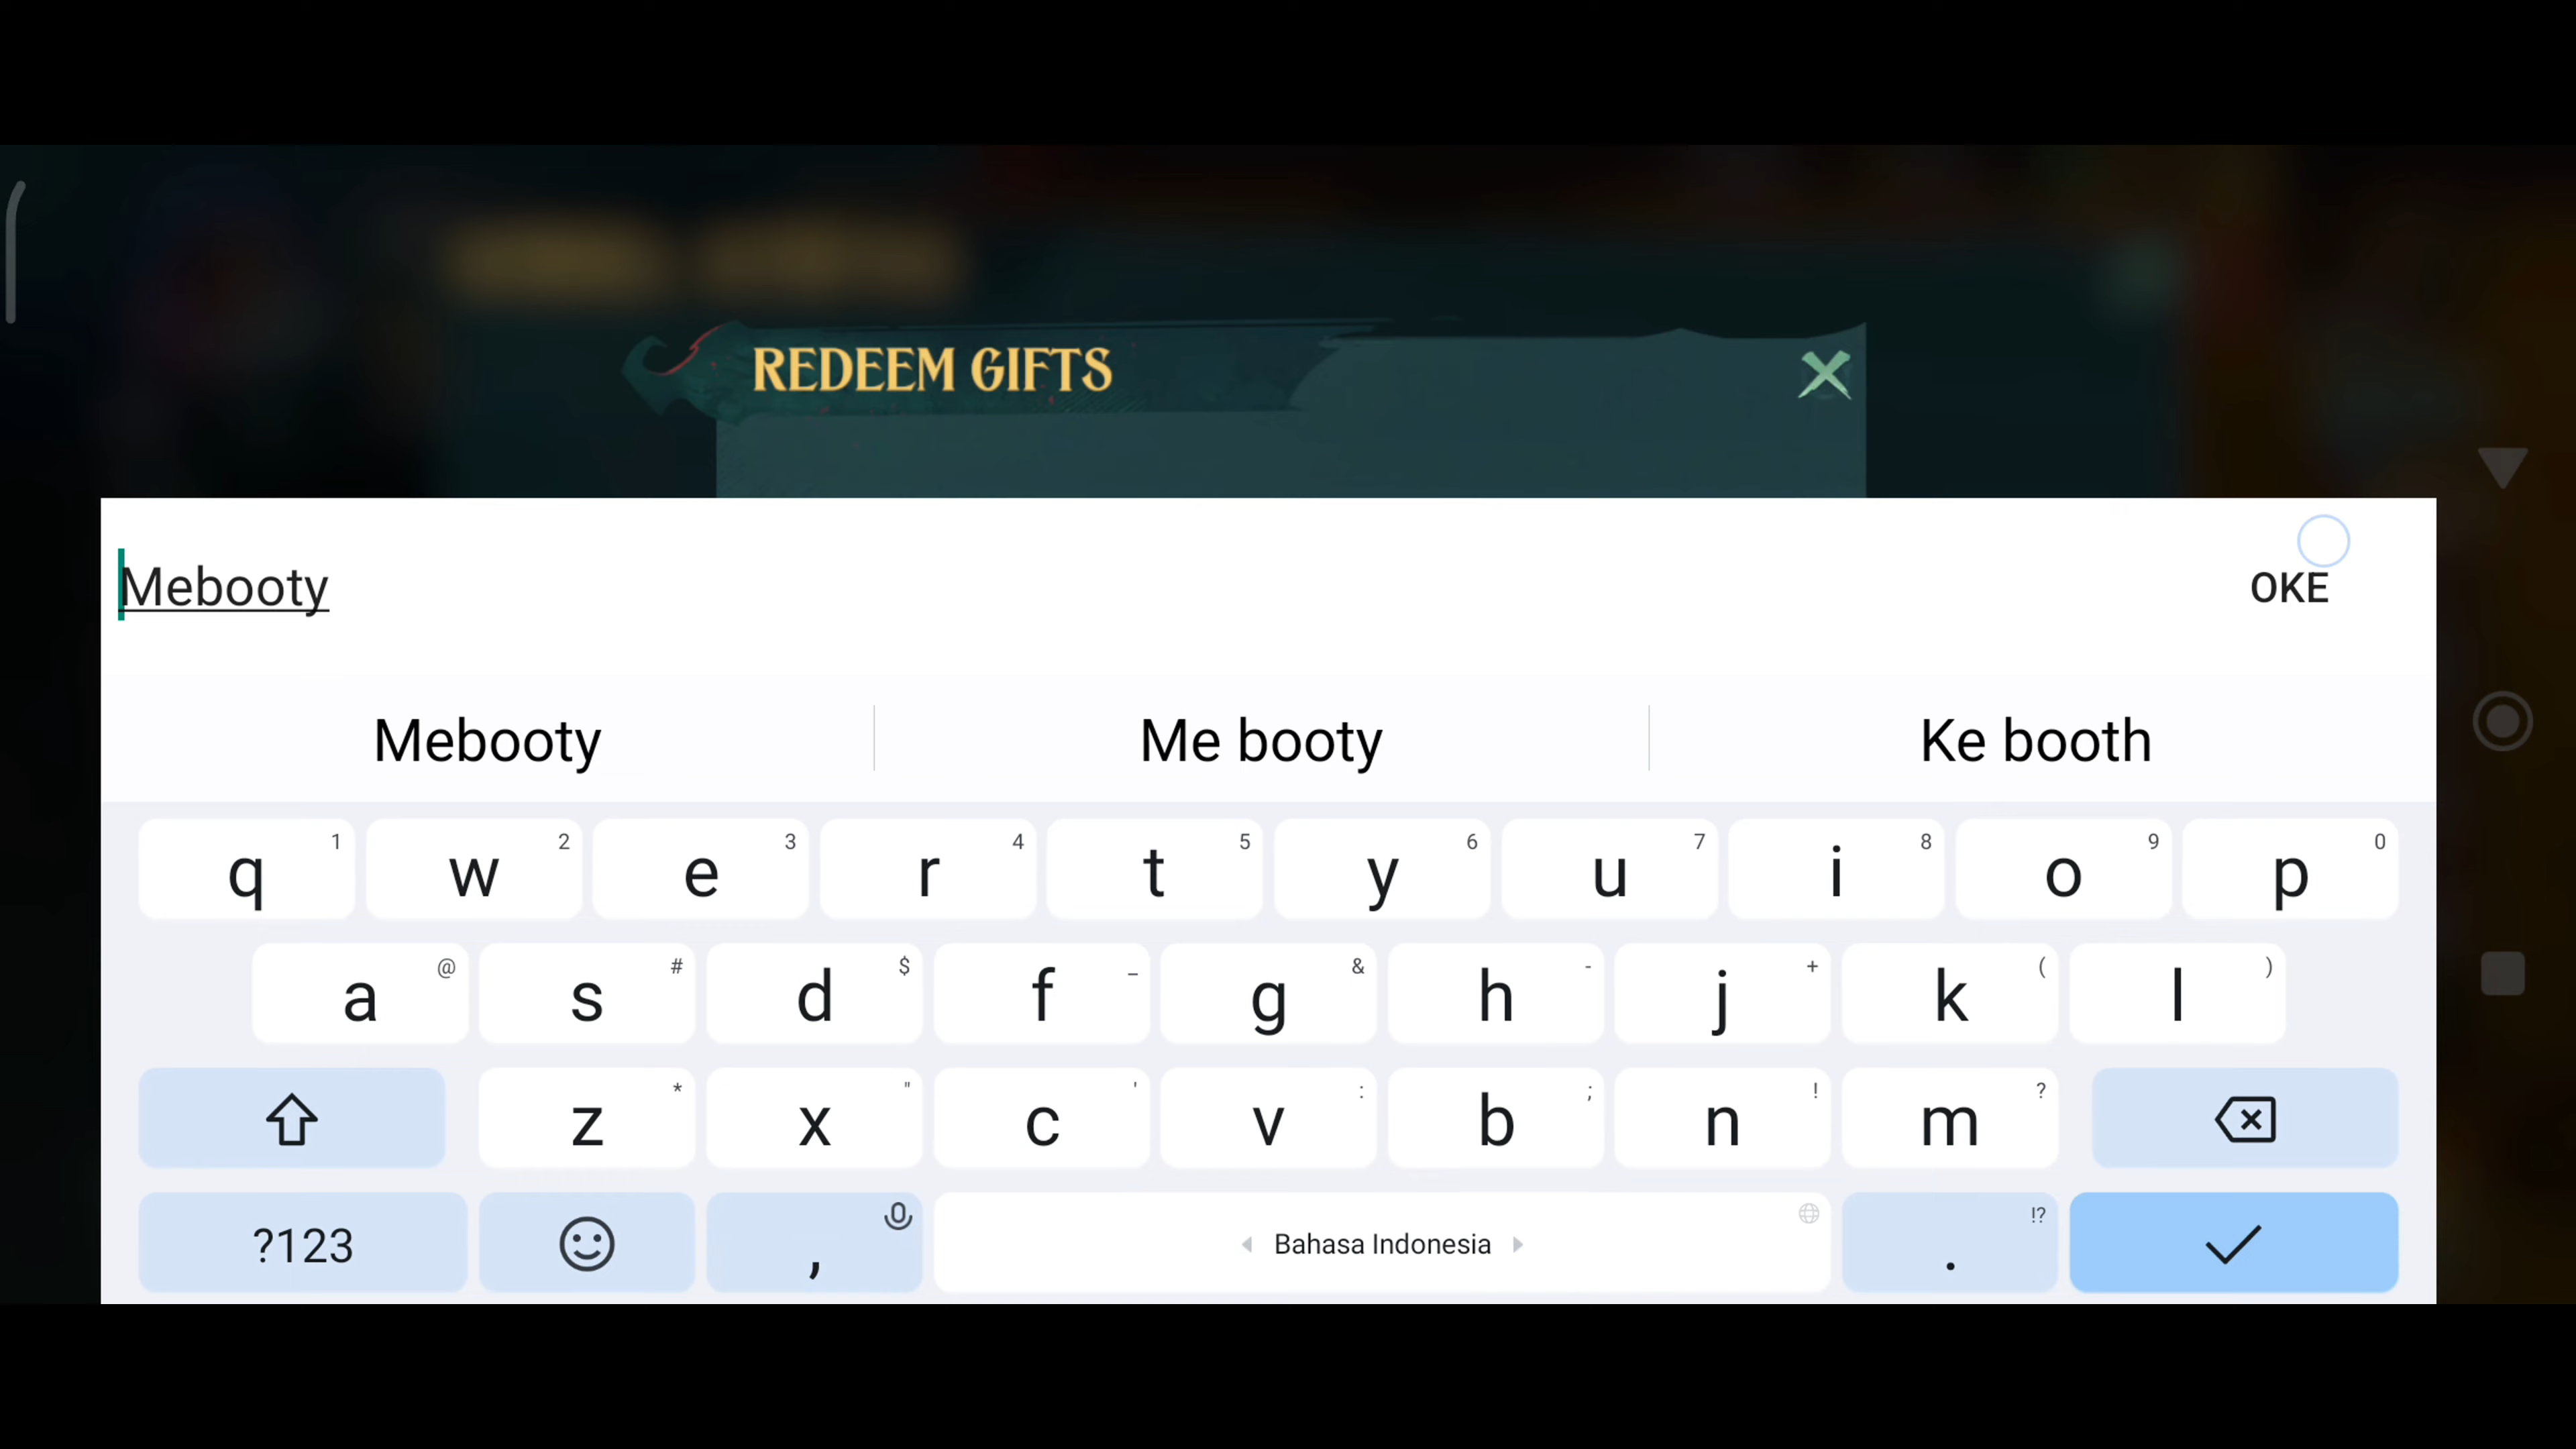 REDEEM GIFTS
Mebooty
OKE
Mebooty Me booty Ke booth
q 1 w 2 e 3 r 4 t 5 y 6 u 7 i 8 o 9 p 0
a @ s # d $ f _ g & h - j + k ( l )
z * x " c ' v : b ; n ! m ?
?123 , Bahasa Indonesia . !?